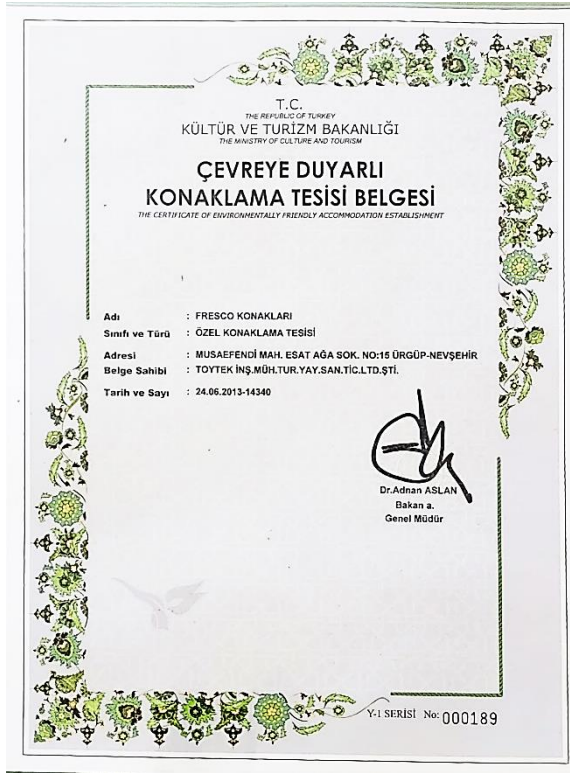 T.C.
THE REPUBLIC OF TURKEY
KÜLTÜR VE TURİZM BAKANLIĞI
THE MINISTRY OF CULTURE AND TOURISM
ÇEVREYE DUYARLI
KONAKLAMA TESİSİ BELGESİ
THE CERTIFICATE OF ENVIRONMENTALLY FRIENDLY ACCOMMODATION ESTABLISHMENT
Adı : FRESCO KONAKLARI
Sınıfı ve Türü : ÖZEL KONAKLAMA TESİSİ
Adresi : MUSAEFENDİ MAH. ESAT AĞA SOK. NO:15 ÜRGÜP-NEVŞEHİR
Belge Sahibi : TOYTEK İNŞ.MÜH.TUR.YAY.SAN.TİC.LTD.ŞTİ.
Tarih ve Sayı : 24.06.2013-14340
Dr.Adnan ASLAN
Bakan a.
Genel Müdür
Y-1 SERİSİ No: 000189